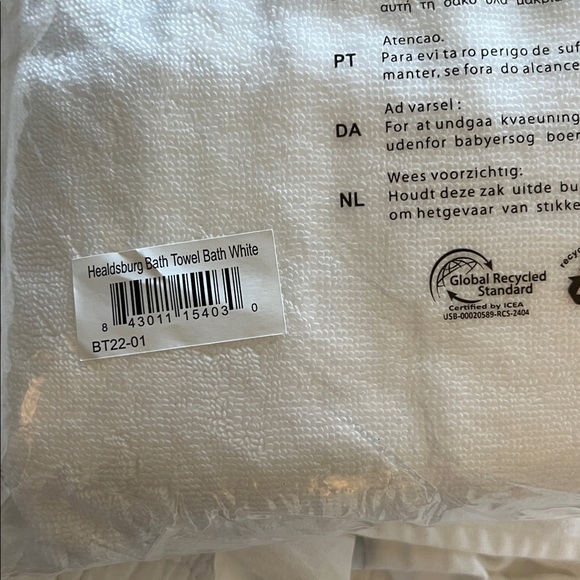 αυτή τη
PT
Atencao.
Para evi ta ro perigo de suf
manter, se fora do alcance
DA
Ad varsel :
For at undgaa kvaeuning
udenfor babyersog boer
NL
Wees voorzichtig:
Houdt deze zak uitde bu
om hetgevaar van stikke
Healdsburg Bath Towel Bath White
8 43011 15403 0
BT22-01
Global Recycled
Standard
Certified by ICEA
USB-00020589-RCS-2404
recyc